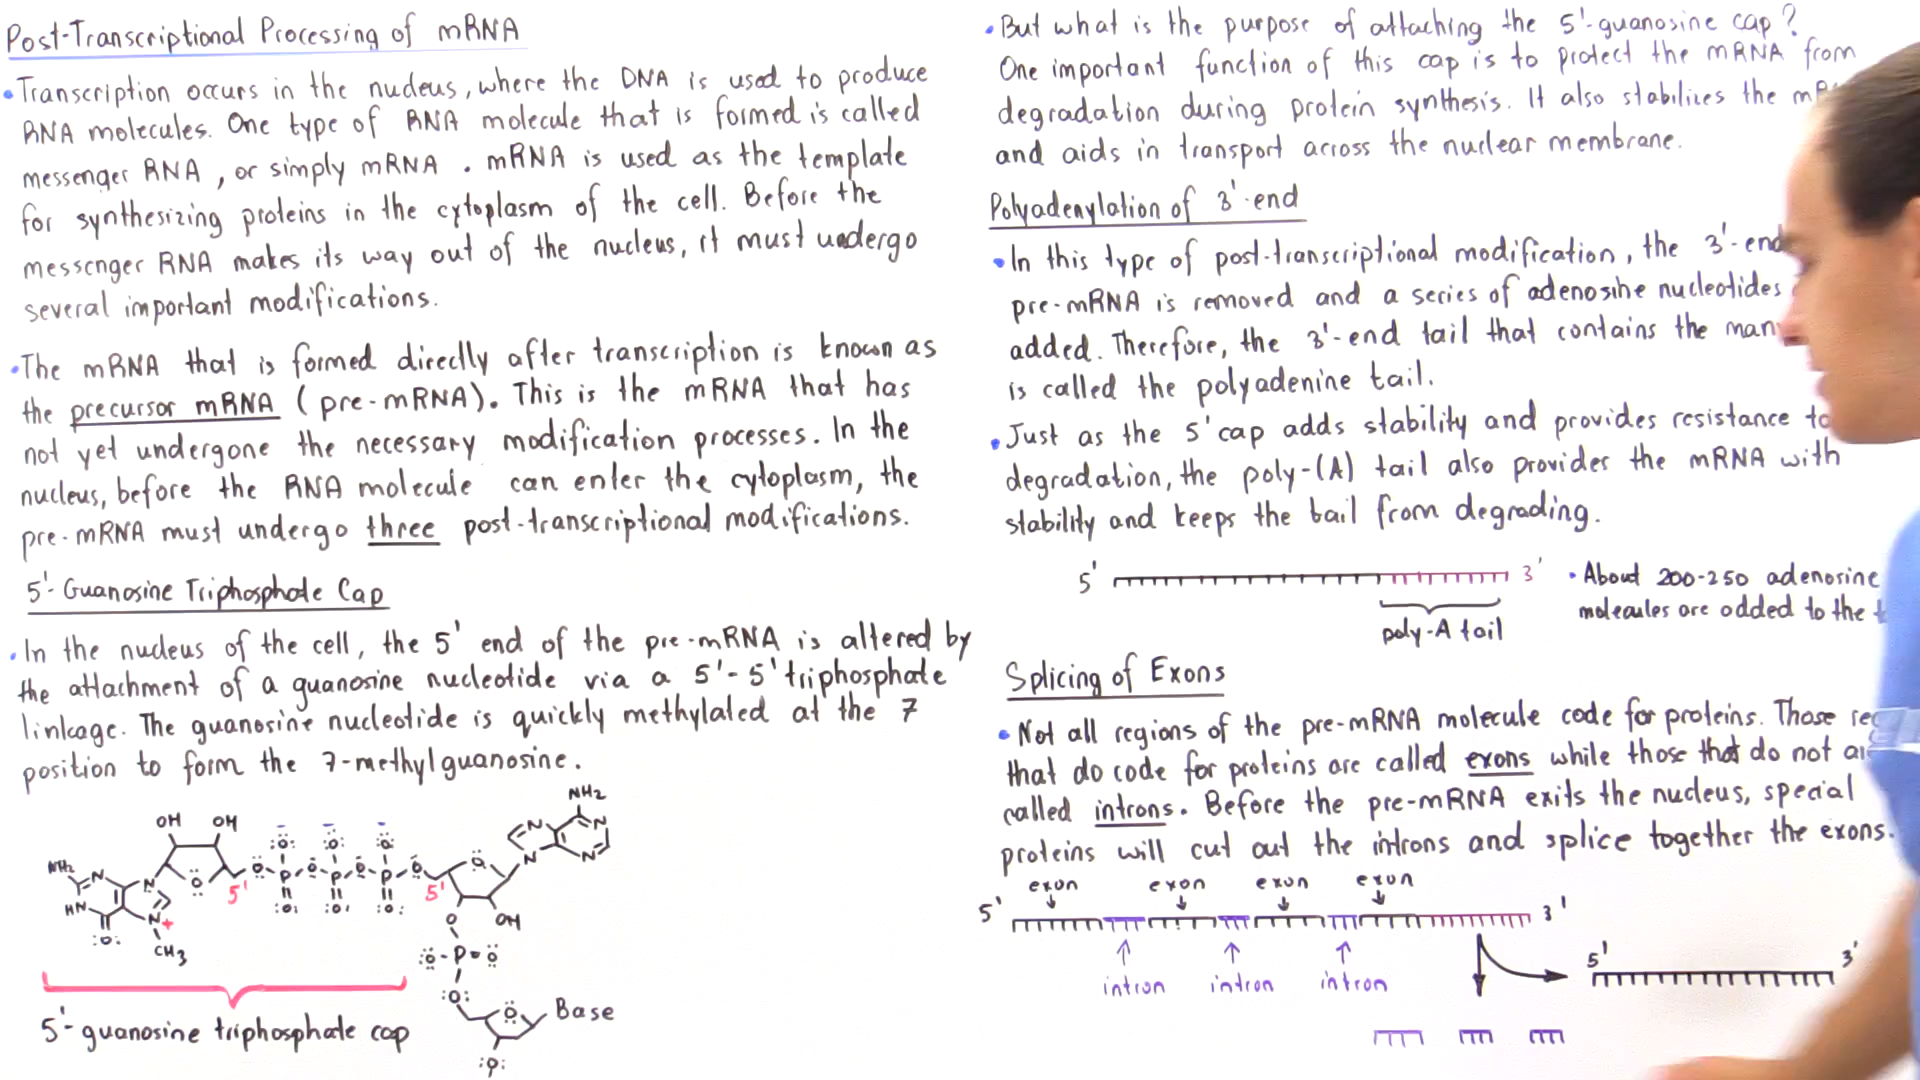 Post-Transcriptional Processing of mRNA
• Transcription occurs in the nucleus, where the DNA is used to produce
RNA molecules. One type of RNA molecule that is formed is called
messenger RNA, or simply mRNA. mRNA is used as the template
for synthesizing proteins in the cytoplasm of the cell. Before the
messenger RNA makes its way out of the nucleus, it must undergo
several important modifications.
• The mRNA that is formed directly after transcription is known as
the precursor mRNA (pre-mRNA). This is the mRNA that has
not yet undergone the necessary modification processes. In the
nucleus, before the RNA molecule can enter the cytoplasm, the
pre-mRNA must undergo three post-transcriptional modifications.
5'-Guanosine Triphosphate Cap
• In the nucleus of the cell, the 5' end of the pre-mRNA is altered by
the attachment of a guanosine nucleotide via a 5'-5' triphosphate
linkage. The guanosine nucleotide is quickly methylated at the 7
position to form the 7-methylguanosine.
NH2
OH OH
NH2 N N N N N
O O P O P O P O O N N
HN N 5' 5'
O N + O O O O OH
CH3
O - P - O
O
O Base
5'-guanosine triphosphate cap
O
• But what is the purpose of attaching the 5'-guanosine cap?
One important function of this cap is to protect the mRNA from
degradation during protein synthesis. It also stabilizes the
and aids in transport across the nuclear membrane.
Polyadenylation of 3'-end
• In this type of post-transcriptional modification, the 3'-end
pre-mRNA is removed and a series of adenosine nucleotides
added. Therefore, the 3'-end tail that contains the
is called the polyadenine tail.
• Just as the 5' cap adds stability and provides resistance to
degradation, the poly-(A) tail also provides the mRNA with
stability and keeps the tail from degrading.
5' 3'
poly-A tail
• About 200-250 adenosine
molecules are added to the
Splicing of Exons
• Not all regions of the pre-mRNA molecule code for proteins. Those
that do code for proteins are called exons while those that do not
called introns. Before the pre-mRNA exits the nucleus, special
proteins will cut out the introns and splice together the exons.
exon exon exon exon
5' 3'
intron intron intron
5' 3'